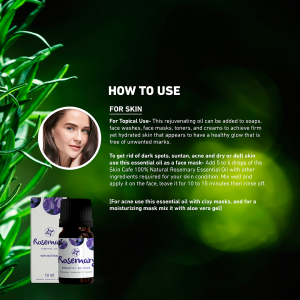 HOW TO USE
FOR SKIN
For Topical Use- This rejuvenating oil can be added to soaps,
face washes, face masks, toners, and creams to achieve firm
yet hydrated skin that appears to have a healthy glow that is
free of unwanted marks.
To get rid of dark spots, suntan, acne and dry or dull skin
use this essential oil as a face mask- Add 5 to 6 drops of the
Skin Cafe 100% Natural Rosemary Essential Oil with other
ingredients required for your skin condition. Mix well and
apply it on the face, leave it for 10 to 15 minutes then rinse off.
[For acne use this essential oil with clay masks, and for a
moisturizing mask mix it with aloe vera gel]
Rosemary
10 ml
Rosemary
ESSENTIAL OIL